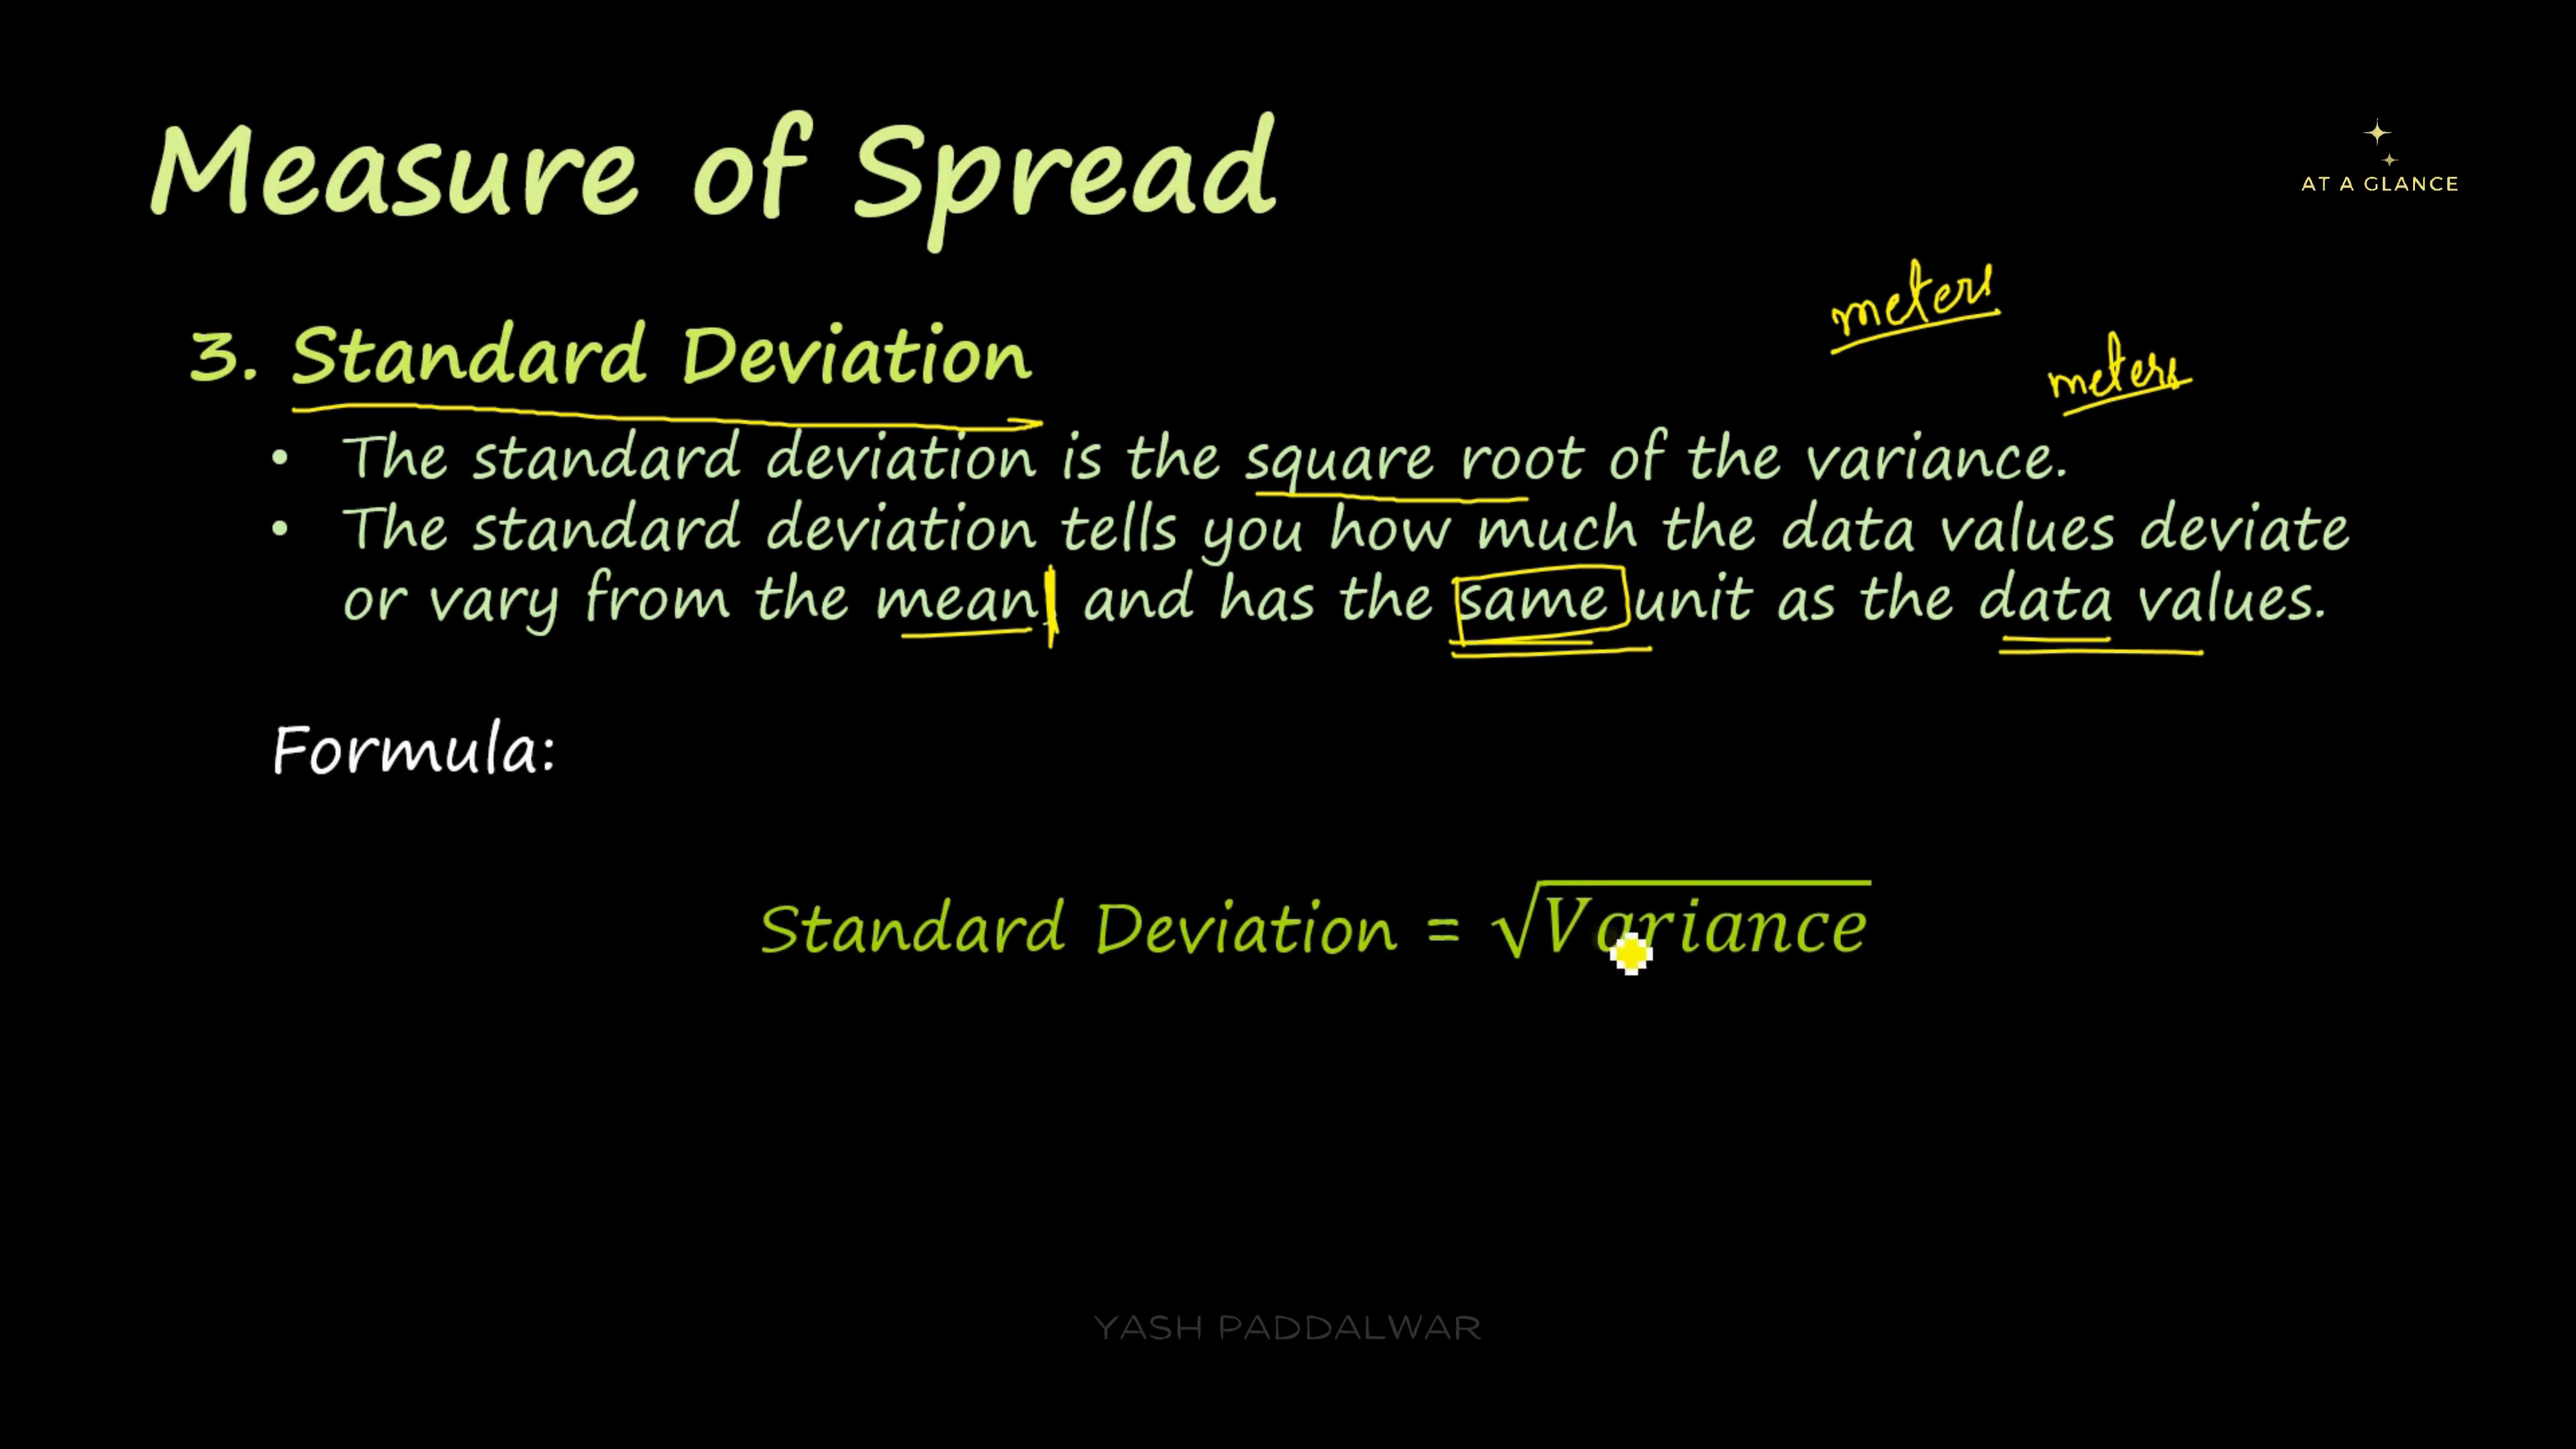 Measure of Spread
AT A GLANCE
meters
3. Standard Deviation
meters
• The standard deviation is the square root of the variance.
• The standard deviation tells you how much the data values deviate
or vary from the mean, and has the same unit as the data values.
Formula:
Standard Deviation = √Variance
YASH PADDALWAR